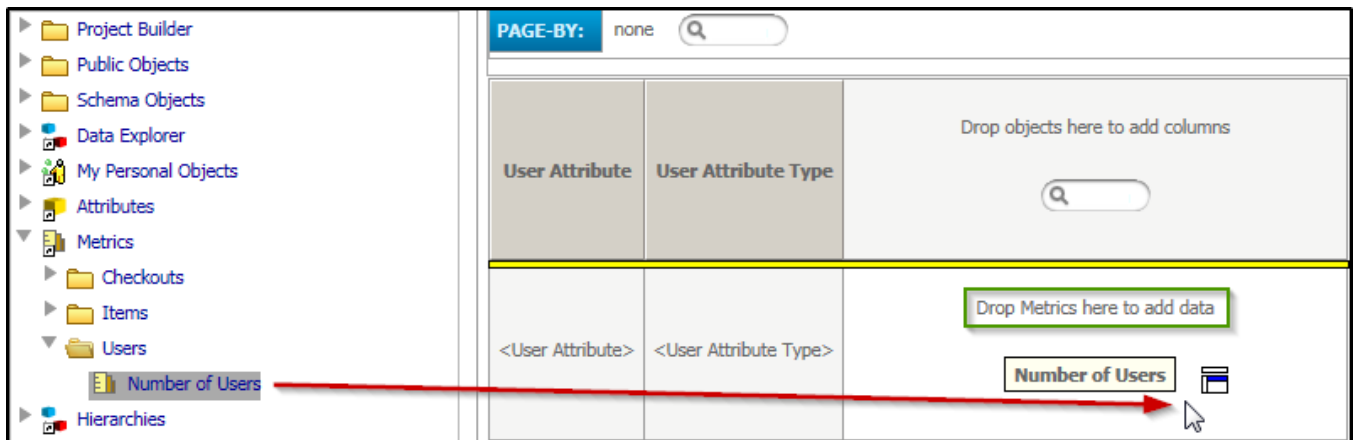 Project Builder
Public Objects
Schema Objects
Data Explorer
My Personal Objects
Attributes
Metrics
Checkouts
Items
Users
Number of Users
Hierarchies
PAGE-BY: none
User Attribute User Attribute Type
Drop objects here to add columns
<User Attribute> <User Attribute Type>
Drop Metrics here to add data
Number of Users